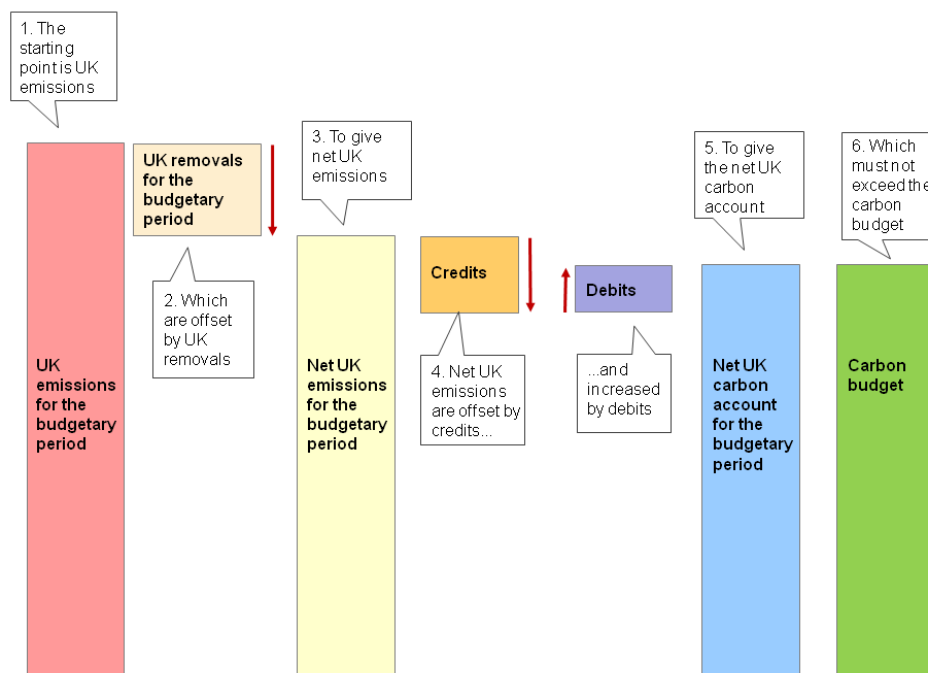 1. The
starting
point is UK
emissions
UK removals
for the
budgetary
period
2. Which
are offset
by UK
removals
3. To give
net UK
emissions
Credits
4. Net UK
emissions
are offset by
credits...
Debits
...and
increased
by debits
5. To give
the net UK
carbon
account
6. Which
must not
exceed the
carbon
budget
UK
emissions
for the
budgetary
period
Net UK
emissions
for the
budgetary
period
Net UK
carbon
account
for the
budgetary
period
Carbon
budget